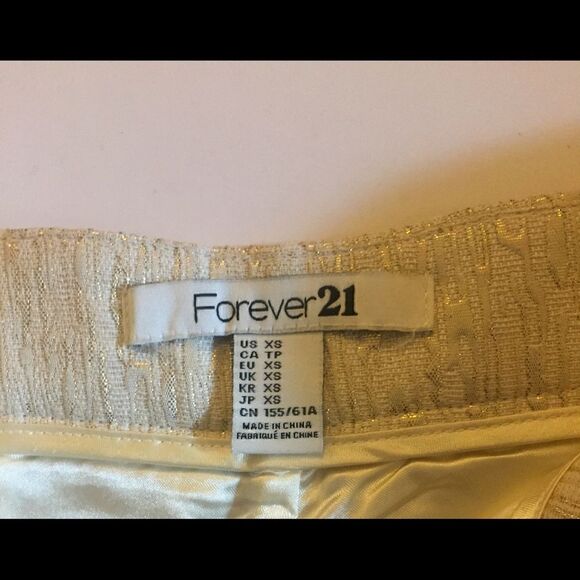 Forever21
US XS
CA TP
EU XS
UK XS
KR XS
JP XS
CN 155/61A
MADE IN CHINA
FABRIQUÉ EN CHINE